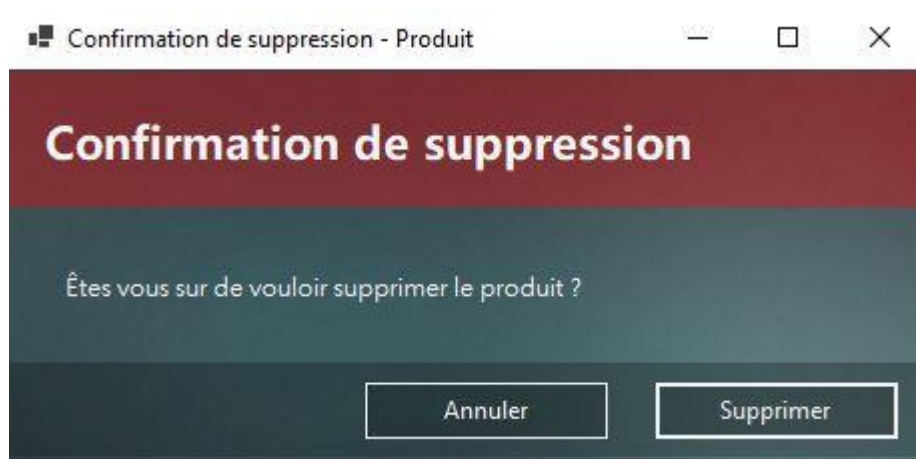 Confirmation de suppression - Produit
Confirmation de suppression
Êtes vous sur de vouloir supprimer le produit ?
Annuler Supprimer